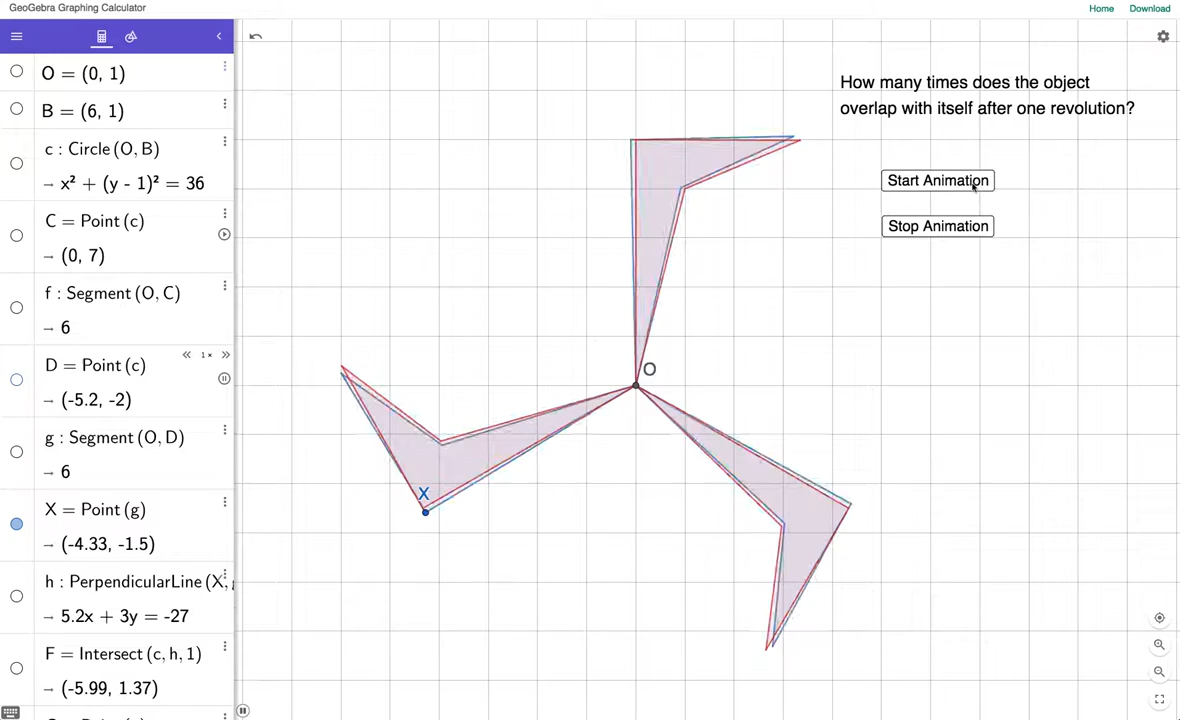 GeoGebra Graphing Calculator
Home
Download
O = (0, 1)
B = (6, 1)
c : Circle (O, B)
→ x² + (y - 1)² = 36
C = Point (c)
→ (0, 7)
f : Segment (O, C)
→ 6
1 ×
D = Point (c)
→ (-5.2, -2)
g : Segment (O, D)
→ 6
X = Point (g)
→ (-4.33, -1.5)
h : PerpendicularLine (X,
→ 5.2x + 3y = -27
F = Intersect (c, h, 1)
→ (-5.99, 1.37)
How many times does the object
overlap with itself after one revolution?
Start Animation
Stop Animation
O
X